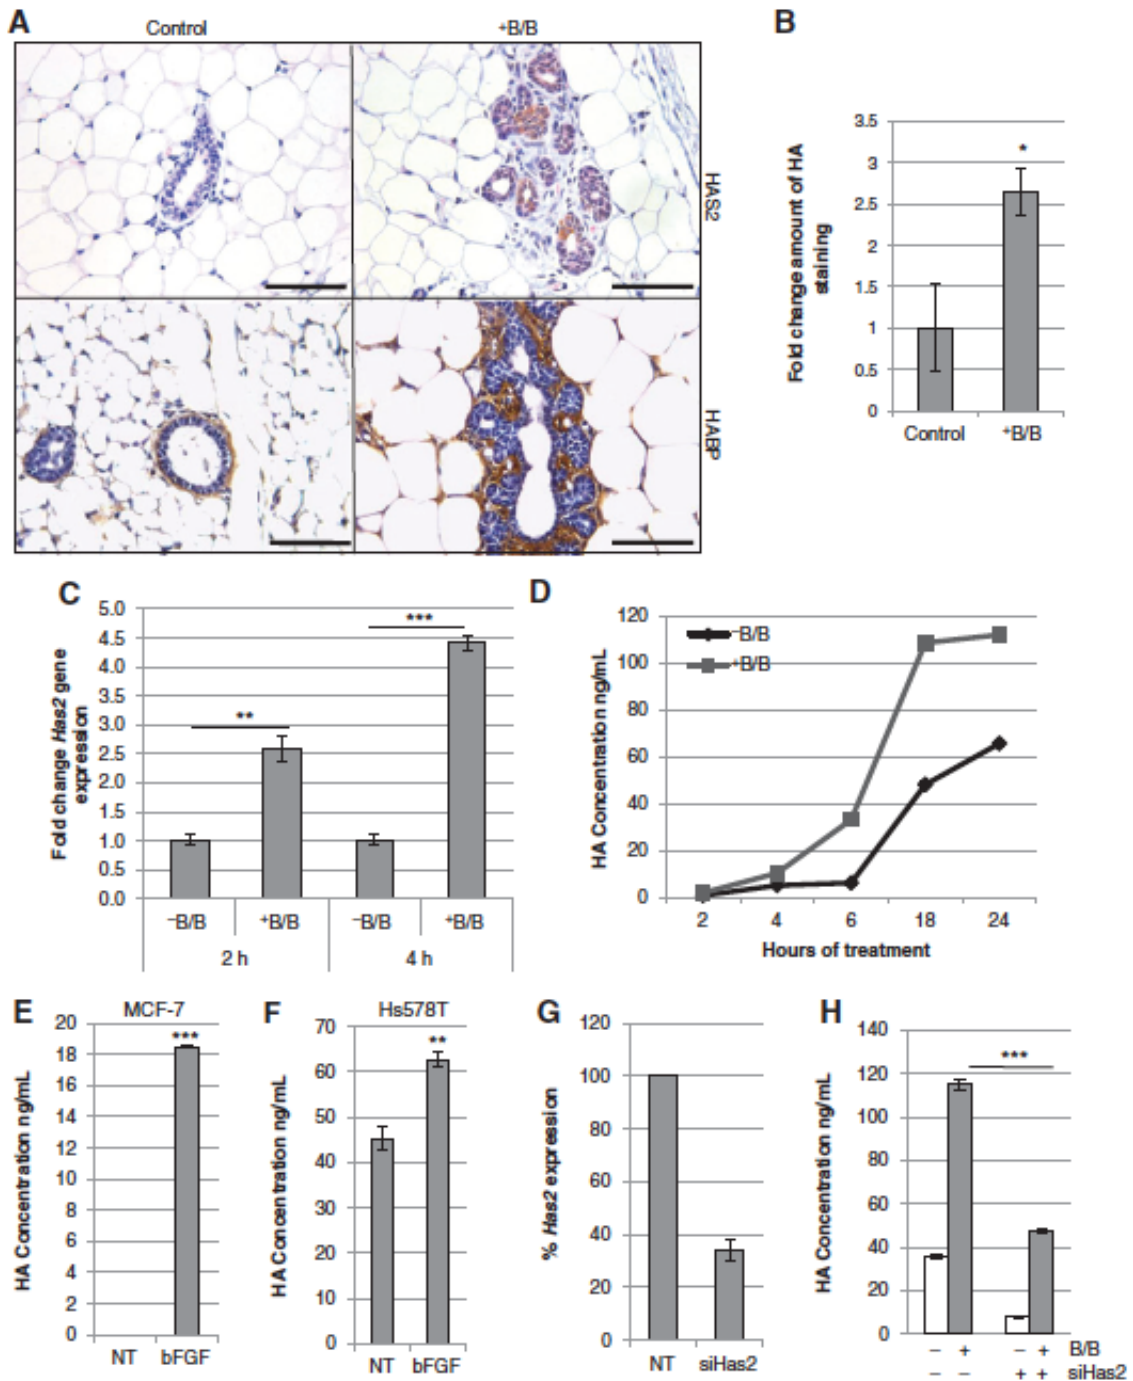 A
Control
+B/B
HAS2
HABP
B
Fold change amount of HA
staining
3.5
3
2.5
2
1.5
1
0.5
0
*
Control
+B/B
C
Fold change Has2 gene
expression
5.0
4.5
4.0
3.5
3.0
2.5
2.0
1.5
1.0
0.5
0.0
**
***
−B/B
+B/B
−B/B
+B/B
2 h
4 h
D
HA Concentration ng/mL
120
100
80
60
40
20
0
−B/B
+B/B
2
4
6
18
24
Hours of treatment
E
MCF-7
HA Concentration ng/mL
20
18
16
14
12
10
8
6
4
2
0
***
NT
bFGF
F
Hs578T
HA Concentration ng/mL
70
60
50
40
30
20
10
0
**
NT
bFGF
G
% Has2 expression
120
100
80
60
40
20
0
NT
siHas2
H
HA Concentration ng/mL
140
120
100
80
60
40
20
0
***
− + − + B/B
− − + + siHas2